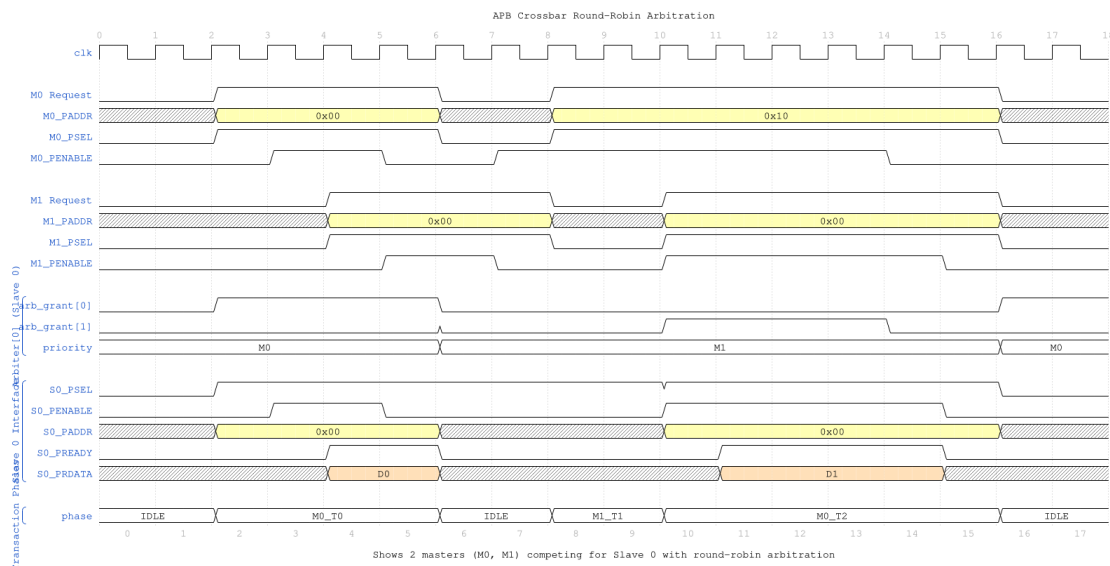 APB Crossbar Round-Robin Arbitration
0 1 2 3 4 5 6 7 8 9 10 11 12 13 14 15 16 17 18
clk
M0 Request
M0_PADDR 0x00 0x10
M0_PSEL
M0_PENABLE
M1 Request
M1_PADDR 0x00 0x00
M1_PSEL
M1_PENABLE
Arbiter[0] (Slave 0)
arb_grant[0]
arb_grant[1]
priority M0 M1 M0
Slave 0 Interface
S0_PSEL
S0_PENABLE
S0_PADDR 0x00 0x00
S0_PREADY
S0_PRDATA D0 D1
Transaction Phases
phase IDLE M0_T0 IDLE M1_T1 M0_T2 IDLE
0 1 2 3 4 5 6 7 8 9 10 11 12 13 14 15 16 17
Shows 2 masters (M0, M1) competing for Slave 0 with round-robin arbitration